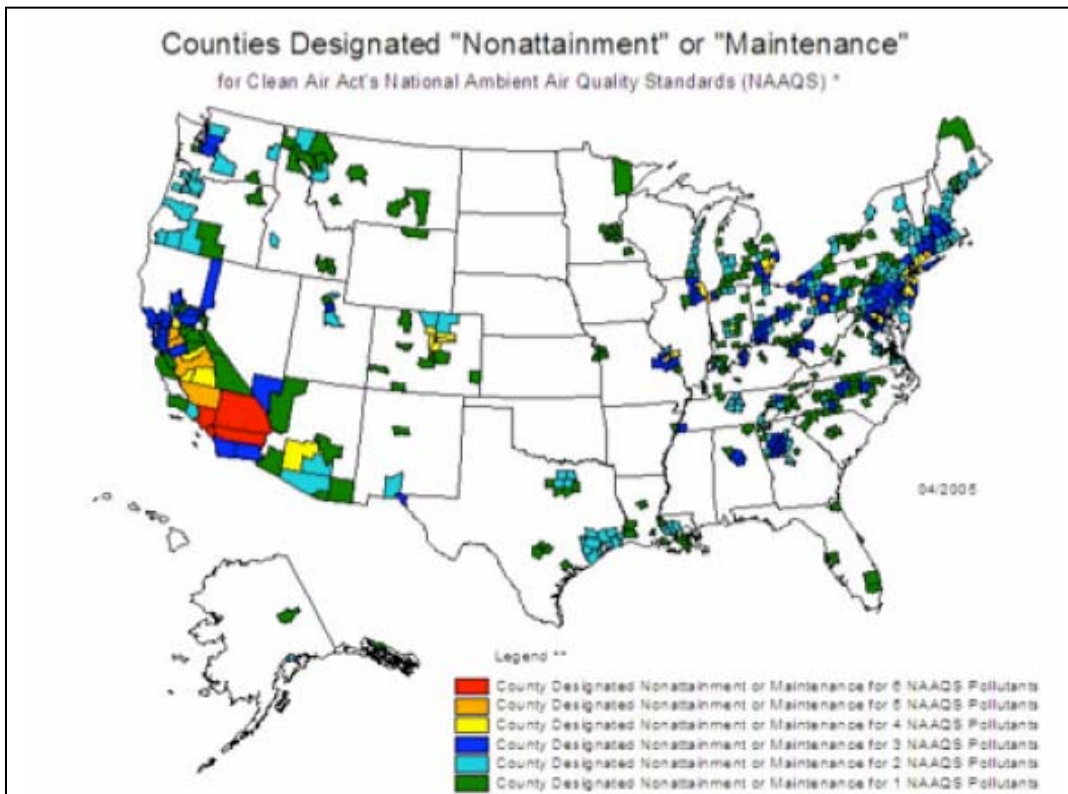 Counties Designated "Nonattainment" or "Maintenance"
for Clean Air Act's National Ambient Air Quality Standards (NAAQS) *
04/2005
Legend **
County Designated Nonattainment or Maintenance for 6 NAAQS Pollutants
County Designated Nonattainment or Maintenance for 5 NAAQS Pollutants
County Designated Nonattainment or Maintenance for 4 NAAQS Pollutants
County Designated Nonattainment or Maintenance for 3 NAAQS Pollutants
County Designated Nonattainment or Maintenance for 2 NAAQS Pollutants
County Designated Nonattainment or Maintenance for 1 NAAQS Pollutants